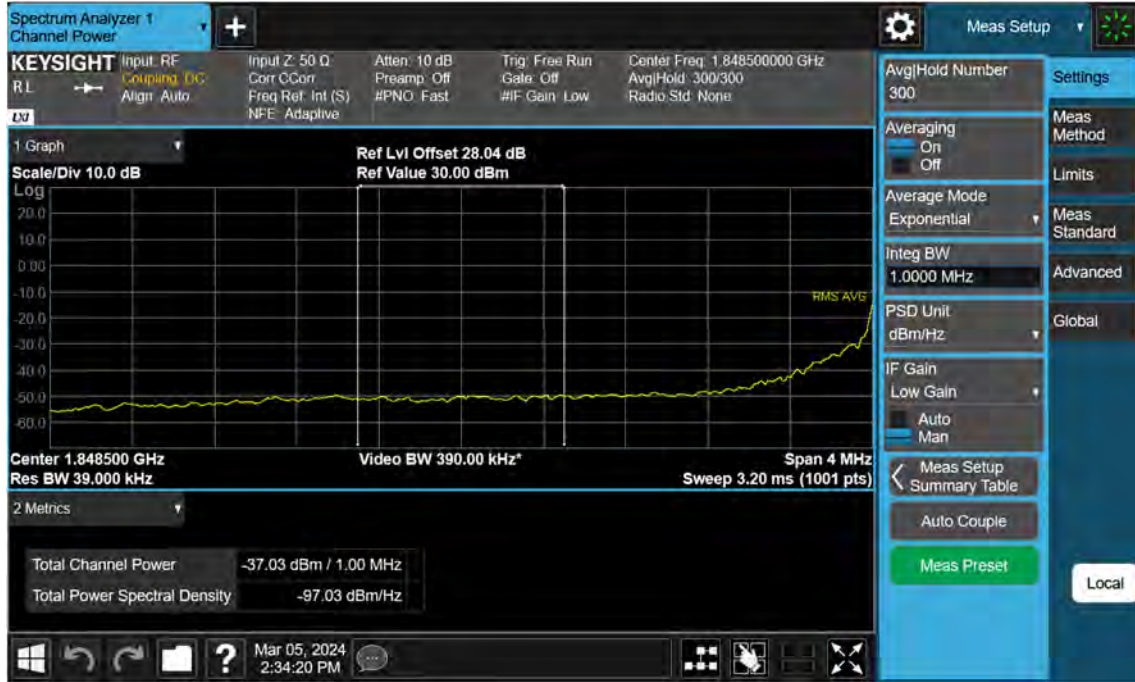 Spectrum Analyzer 1
Channel Power
+
Meas Setup
KEYSIGHT
RL
LXI
Input: RF
Coupling: DC
Align: Auto
Input Z: 50 Ω
Corr CCorr
Freq Ref: Int (S)
NFE: Adaptive
Atten: 10 dB
Preamp: Off
#PNO: Fast
Trig: Free Run
Gate: Off
#IF Gain: Low
Center Freq: 1.848500000 GHz
Avg|Hold: 300/300
Radio Std: None
1 Graph
Scale/Div 10.0 dB
Ref Lvl Offset 28.04 dB
Ref Value 30.00 dBm
Log
20.0
10.0
0.00
-10.0
-20.0
-30.0
-40.0
-50.0
-60.0
RMS AVG
Center 1.848500 GHz
Res BW 39.000 kHz
Video BW 390.00 kHz*
Span 4 MHz
Sweep 3.20 ms (1001 pts)
2 Metrics
Total Channel Power -37.03 dBm / 1.00 MHz
Total Power Spectral Density -97.03 dBm/Hz
?
Mar 05, 2024
2:34:20 PM
Avg|Hold Number
300
Averaging
On
Off
Average Mode
Exponential
Integ BW
1.0000 MHz
PSD Unit
dBm/Hz
IF Gain
Low Gain
Auto
Man
Meas Setup
Summary Table
Auto Couple
Meas Preset
Settings
Meas
Method
Limits
Meas
Standard
Advanced
Global
Local